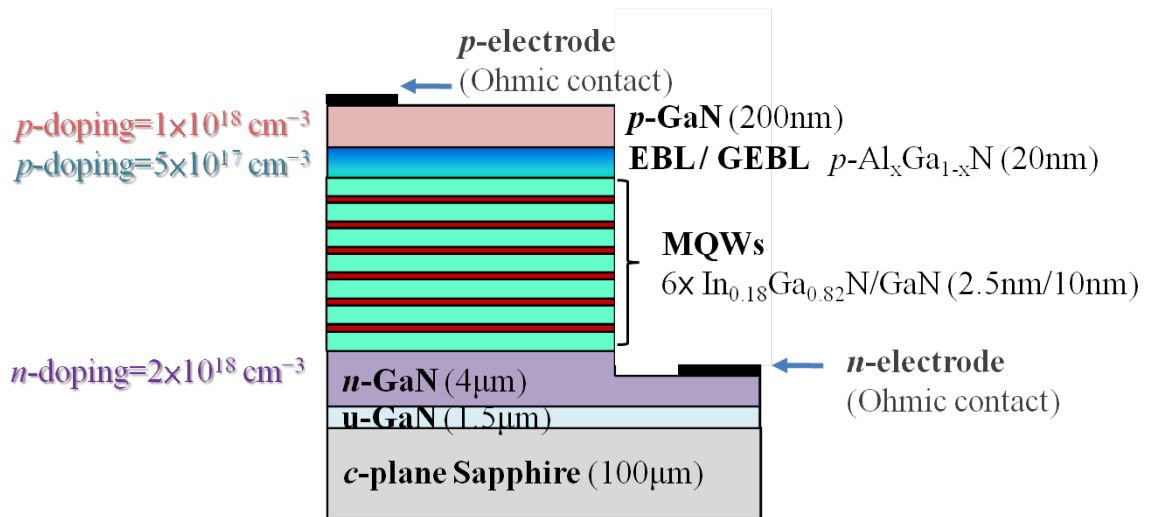 p-electrode
(Ohmic contact)
p-doping=1×10¹⁸ cm⁻³
p-GaN (200nm)
p-doping=5×10¹⁷ cm⁻³
EBL / GEBL p-AlₓGa₁₋ₓN (20nm)
MQWs
6x In₀.₁₈Ga₀.₈₂N/GaN (2.5nm/10nm)
n-doping=2×10¹⁸ cm⁻³
n-electrode
(Ohmic contact)
n-GaN (4μm)
u-GaN (1.5μm)
c-plane Sapphire (100μm)